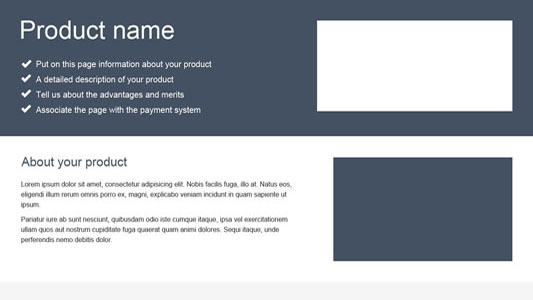 Product name
Put on this page information about your product
A detailed description of your product
Tell us about the advantages and merits
Associate the page with the payment system
About your product
Lorem ipsum dolor sit amet, consectetur adipisicing elit. Nobis facilis fuga, illo at. Natus eos,
eligendi illum rerum omnis porro ex, magni, explicabo veniam incidunt in quam sapiente ut
ipsum.
Pariatur iure ab sunt nesciunt, quibusdam odio iste cumque itaque, ipsa vel exercitationem
ullam quos aut nostrum cupiditate fuga quaerat quam animi dolores. Sequi itaque, unde
perferendis nemo debitis dolor.